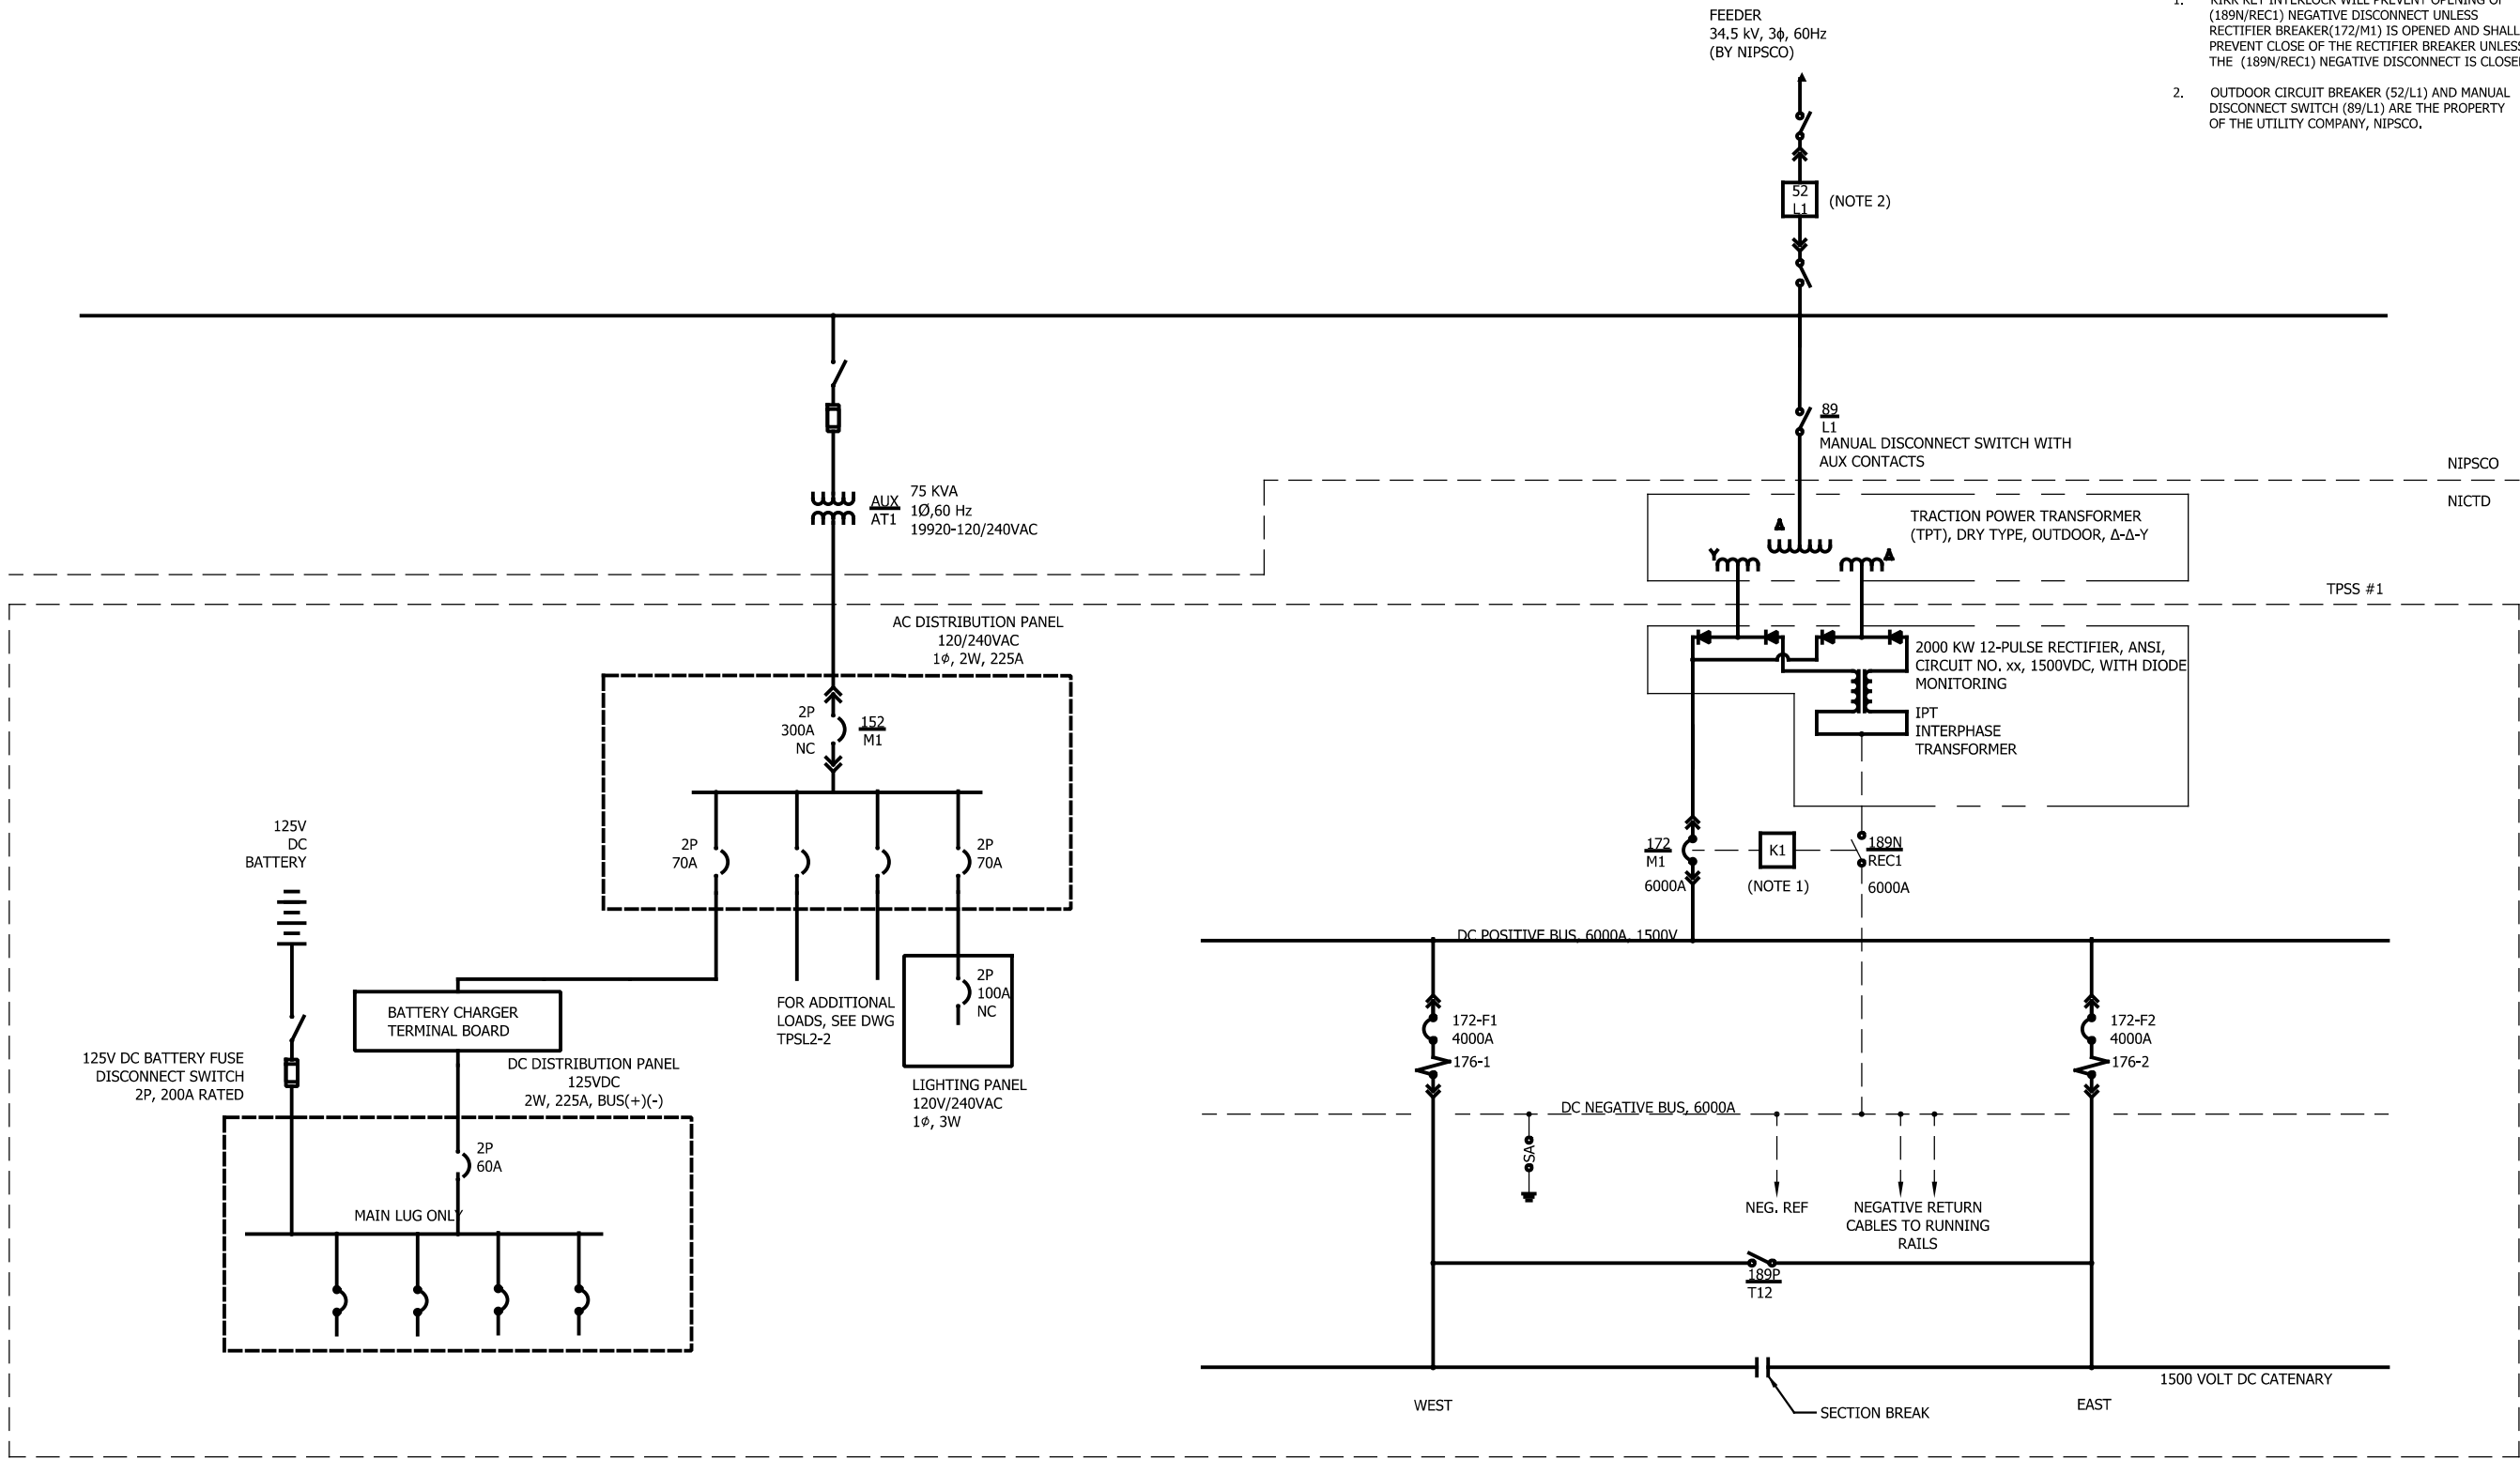 FEEDER
34.5 kV, 3ϕ, 60Hz
(BY NIPSCO)
1. KIRK KEY INTERLOCK WILL PREVENT OPENING OF
(189N/REC1) NEGATIVE DISCONNECT UNLESS
RECTIFIER BREAKER(172/M1) IS OPENED AND SHALL
PREVENT CLOSE OF THE RECTIFIER BREAKER UNLESS
THE (189N/REC1) NEGATIVE DISCONNECT IS CLOSE
2. OUTDOOR CIRCUIT BREAKER (52/L1) AND MANUAL
DISCONNECT SWITCH (89/L1) ARE THE PROPERTY
OF THE UTILITY COMPANY, NIPSCO.
52
L1
(NOTE 2)
89
L1
MANUAL DISCONNECT SWITCH WITH
AUX CONTACTS
NIPSCO
NICTD
AUX
AT1
75 KVA
1Ø,60 Hz
19920-120/240VAC
TRACTION POWER TRANSFORMER
(TPT), DRY TYPE, OUTDOOR, Δ-Δ-Y
Δ
Y
Δ
TPSS #1
AC DISTRIBUTION PANEL
120/240VAC
1ϕ, 2W, 225A
2P
300A
NC
152
M1
2000 KW 12-PULSE RECTIFIER, ANSI,
CIRCUIT NO. xx, 1500VDC, WITH DIODE
MONITORING
IPT
INTERPHASE
TRANSFORMER
2P
70A
2P
70A
125V
DC
BATTERY
172
M1
6000A
K1
(NOTE 1)
189N
REC1
6000A
DC POSITIVE BUS, 6000A, 1500V
2P
100A
NC
FOR ADDITIONAL
LOADS, SEE DWG
TPSL2-2
BATTERY CHARGER
TERMINAL BOARD
172-F1
4000A
176-1
172-F2
4000A
176-2
125V DC BATTERY FUSE
DISCONNECT SWITCH
2P, 200A RATED
DC DISTRIBUTION PANEL
125VDC
2W, 225A, BUS(+)(-)
LIGHTING PANEL
120V/240VAC
1ϕ, 3W
DC NEGATIVE BUS, 6000A
SA
2P
60A
MAIN LUG ONLY
NEG. REF
NEGATIVE RETURN
CABLES TO RUNNING
RAILS
189P
T12
1500 VOLT DC CATENARY
WEST
SECTION BREAK
EAST